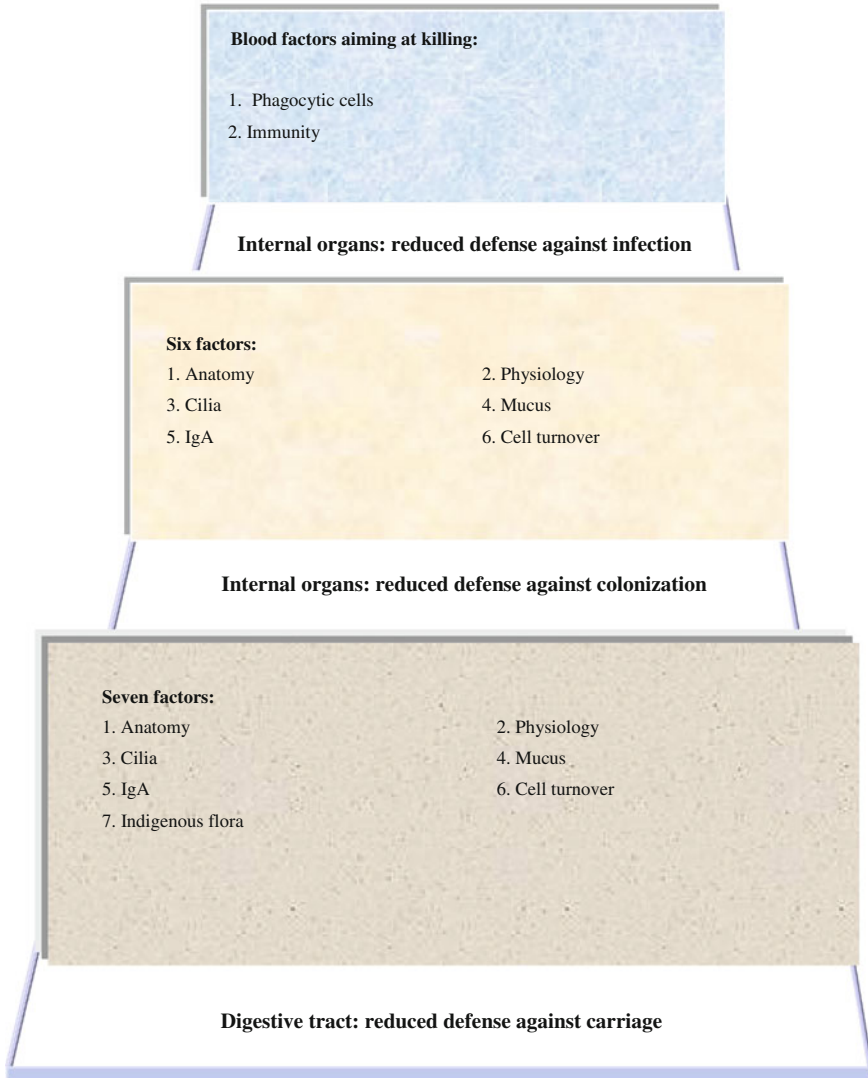 Blood factors aiming at killing:
1. Phagocytic cells
2. Immunity
Internal organs: reduced defense against infection
Six factors:
1. Anatomy 2. Physiology
3. Cilia 4. Mucus
5. IgA 6. Cell turnover
Internal organs: reduced defense against colonization
Seven factors:
1. Anatomy 2. Physiology
3. Cilia 4. Mucus
5. IgA 6. Cell turnover
7. Indigenous flora
Digestive tract: reduced defense against carriage